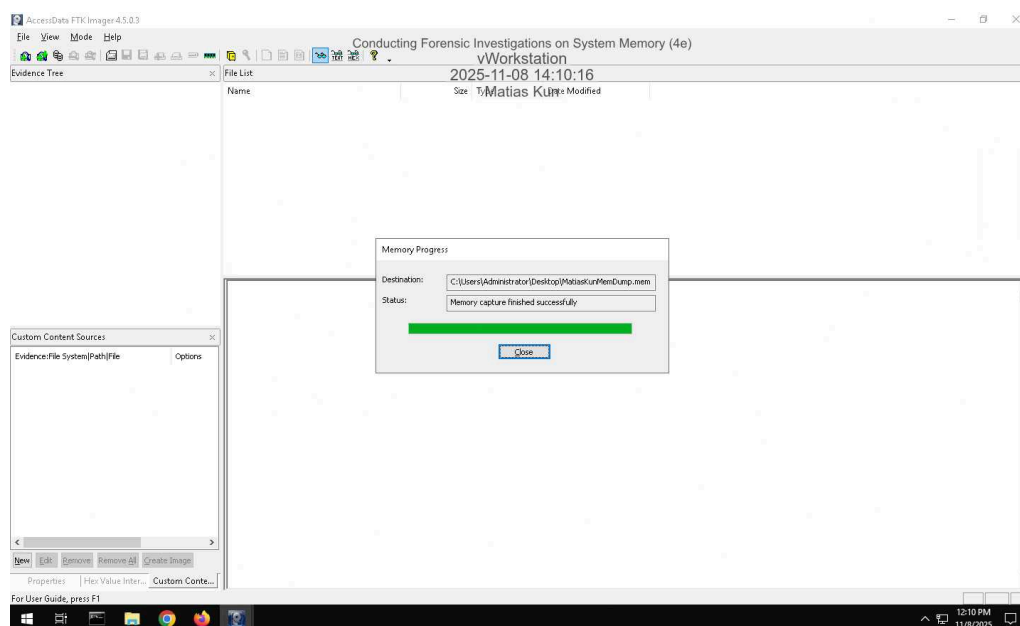 AccessData FTK Imager 4.5.0.3
File View Mode Help
Conducting Forensic Investigations on System Memory (4e)
vWorkstation
2025-11-08 14:10:16
Matias Kun
Evidence Tree
File List
Name Size Date Modified
Memory Progress
Destination: C:\Users\Administrator\Desktop\MatiasKunMemDump.mem
Status: Memory capture finished successfully
Close
Custom Content Sources
Evidence:File System|Path|File Options
New Edit Remove Remove All Create Image
Properties Hex Value Inter... Custom Conte...
For User Guide, press F1
12:10 PM
11/8/2025